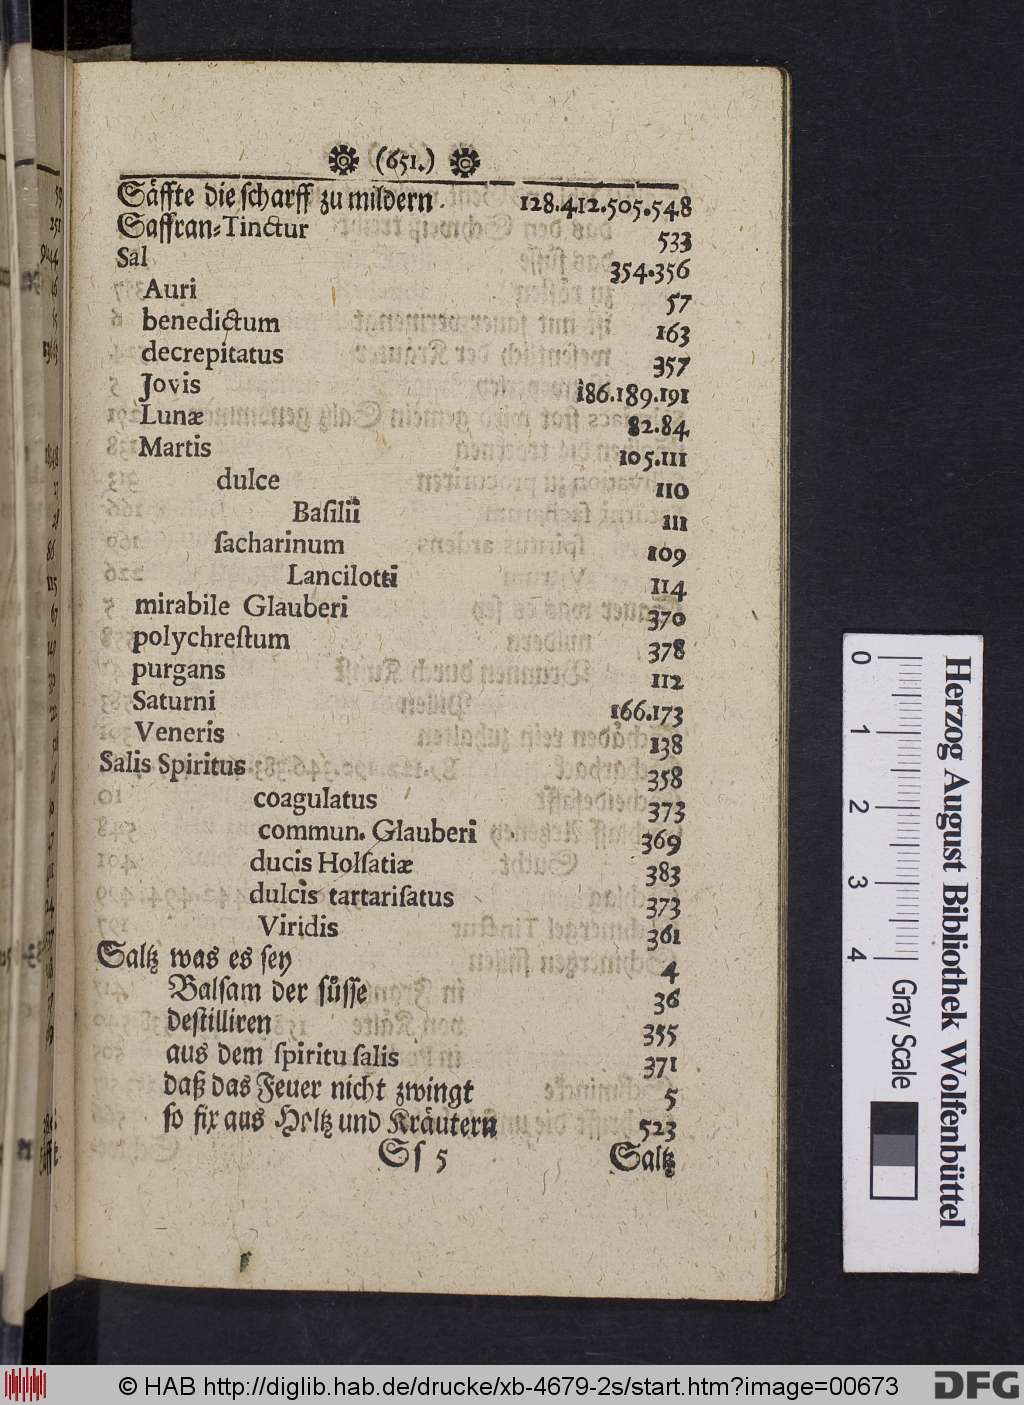 (651.)
Säffte die ſcharff zu mildern. 128.412.505.548
Saffran-Tinctur 533
Sal 354.356
Auri 57
benedictum 163
decrepitatus 357
Jovis 186.189.191
Lunæ 82.84
Martis 105.111
dulce 110
Baſilii 111
ſacharinum 109
Lancilotti 114
mirabile Glauberi 370
polychreſtum 378
purgans 112
Saturni 166.173
Veneris 138
Salis Spiritus 358
coagulatus 373
commun. Glauberi 369
ducis Holſatiæ 383
dulcis tartariſatus 373
Viridis 361
Saltz was es ſey 4
Balſam der ſüſſe 36
deſtilliren 355
aus dem ſpiritu ſalis 371
daß das Feuer nicht zwingt 5
ſo fix aus Holtz und Kräutern 523
Sſ 5 Saltz
0 1 2 3 4
Gray Scale
Herzog August Bibliothek Wolfenbüttel
© HAB http://diglib.hab.de/drucke/xb-4679-2s/start.htm?image=00673
DFG